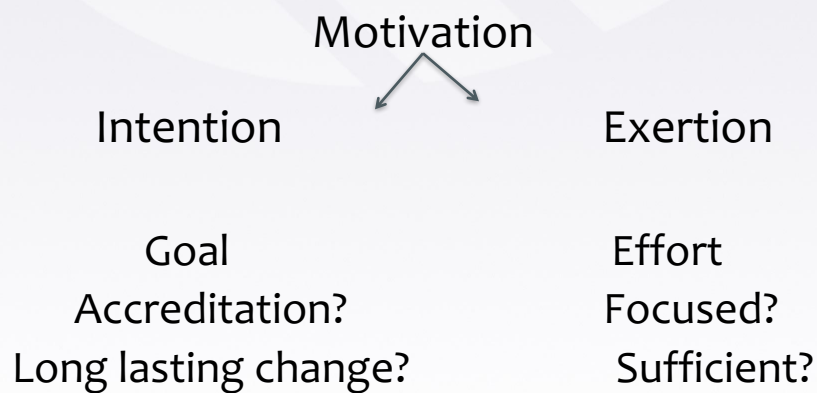 Motivation
Intention Exertion
Goal Effort
Accreditation? Focused?
Long lasting change? Sufficient?